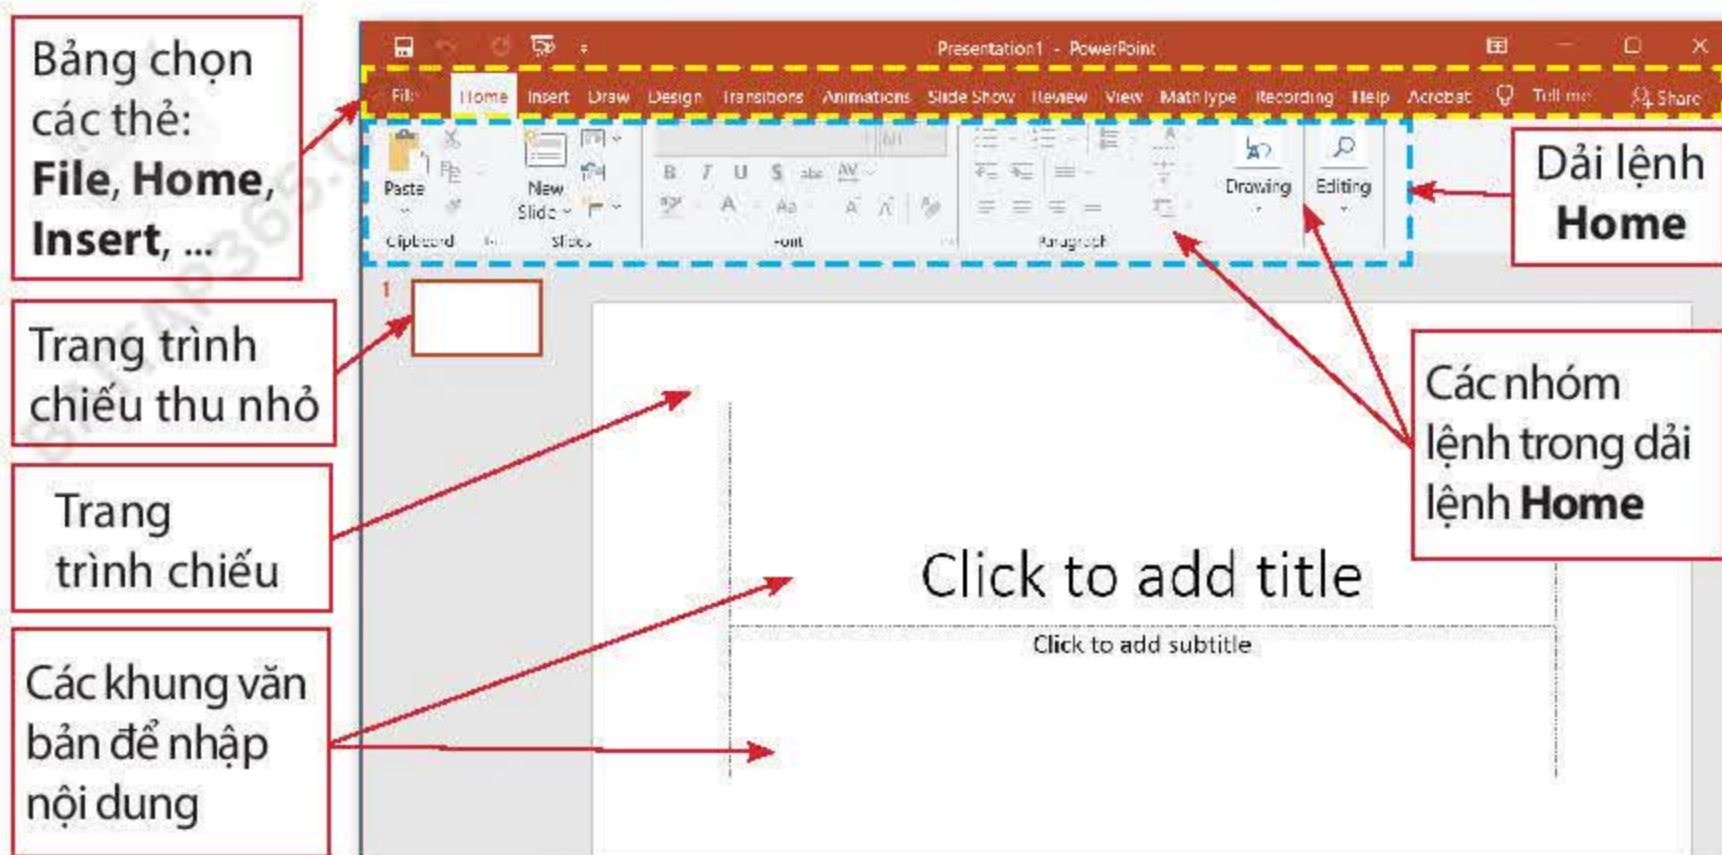 Bảng chọn
các thẻ:
File, Home,
Insert, ...
Trang trình
chiếu thu nhỏ
Trang
trình chiếu
Các khung văn
bản để nhập
nội dung
Presentation1 - PowerPoint
File Home Insert Draw Design Transitions Animations Slide Show Review View MathType Recording Help Acrobat Tell me Share
Paste
New
Slide
Drawing Editing
Clipboard Slides Font Paragraph
1
Click to add title
Click to add subtitle
Dải lệnh
Home
Các nhóm
lệnh trong dải
lệnh Home